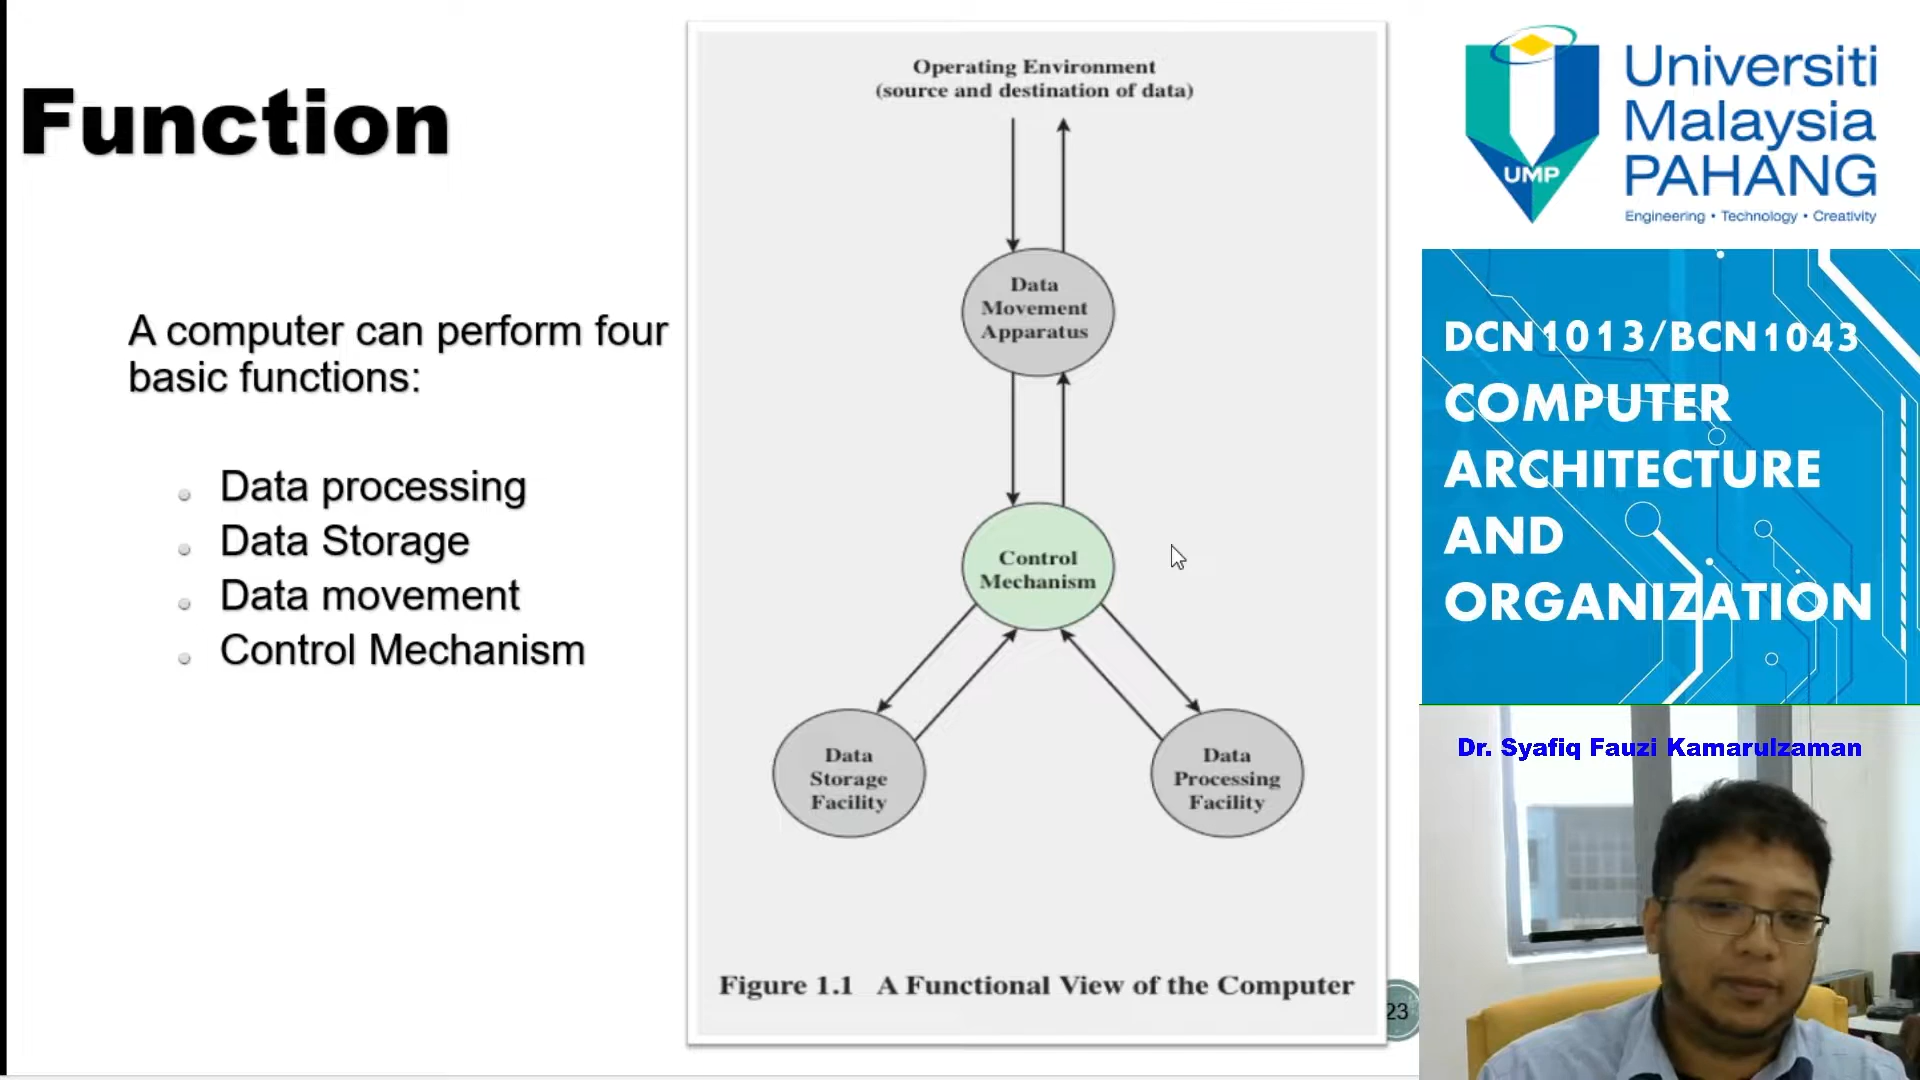 Function
A computer can perform four
basic functions:
Data processing
Data Storage
Data movement
Control Mechanism
Operating Environment
(source and destination of data)
Data
Movement
Apparatus
Control
Mechanism
Data
Storage
Facility
Data
Processing
Facility
Figure 1.1 A Functional View of the Computer
23
UMP
Universiti
Malaysia
PAHANG
Engineering • Technology • Creativity
DCN1013/BCN1043
COMPUTER
ARCHITECTURE
AND
ORGANIZATION
Dr. Syafiq Fauzi Kamarulzaman